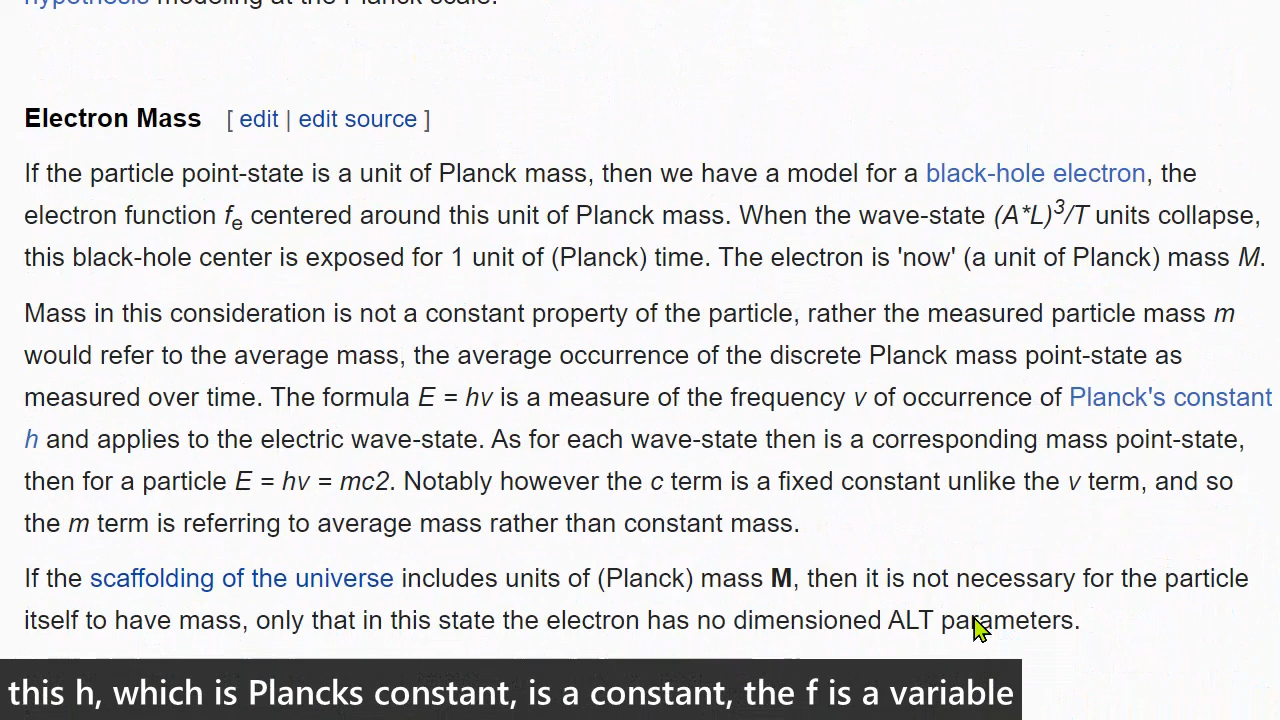 hypothesis modeling at the Planck scale.
Electron Mass [ edit | edit source ]
If the particle point-state is a unit of Planck mass, then we have a model for a black-hole electron, the
electron function fe centered around this unit of Planck mass. When the wave-state (A*L)3/T units collapse,
this black-hole center is exposed for 1 unit of (Planck) time. The electron is 'now' (a unit of Planck) mass M.
Mass in this consideration is not a constant property of the particle, rather the measured particle mass m
would refer to the average mass, the average occurrence of the discrete Planck mass point-state as
measured over time. The formula E = hv is a measure of the frequency v of occurrence of Planck's constant
h and applies to the electric wave-state. As for each wave-state then is a corresponding mass point-state,
then for a particle E = hv = mc2. Notably however the c term is a fixed constant unlike the v term, and so
the m term is referring to average mass rather than constant mass.
If the scaffolding of the universe includes units of (Planck) mass M, then it is not necessary for the particle
itself to have mass, only that in this state the electron has no dimensioned ALT parameters.
this h, which is Plancks constant, is a constant, the f is a variable